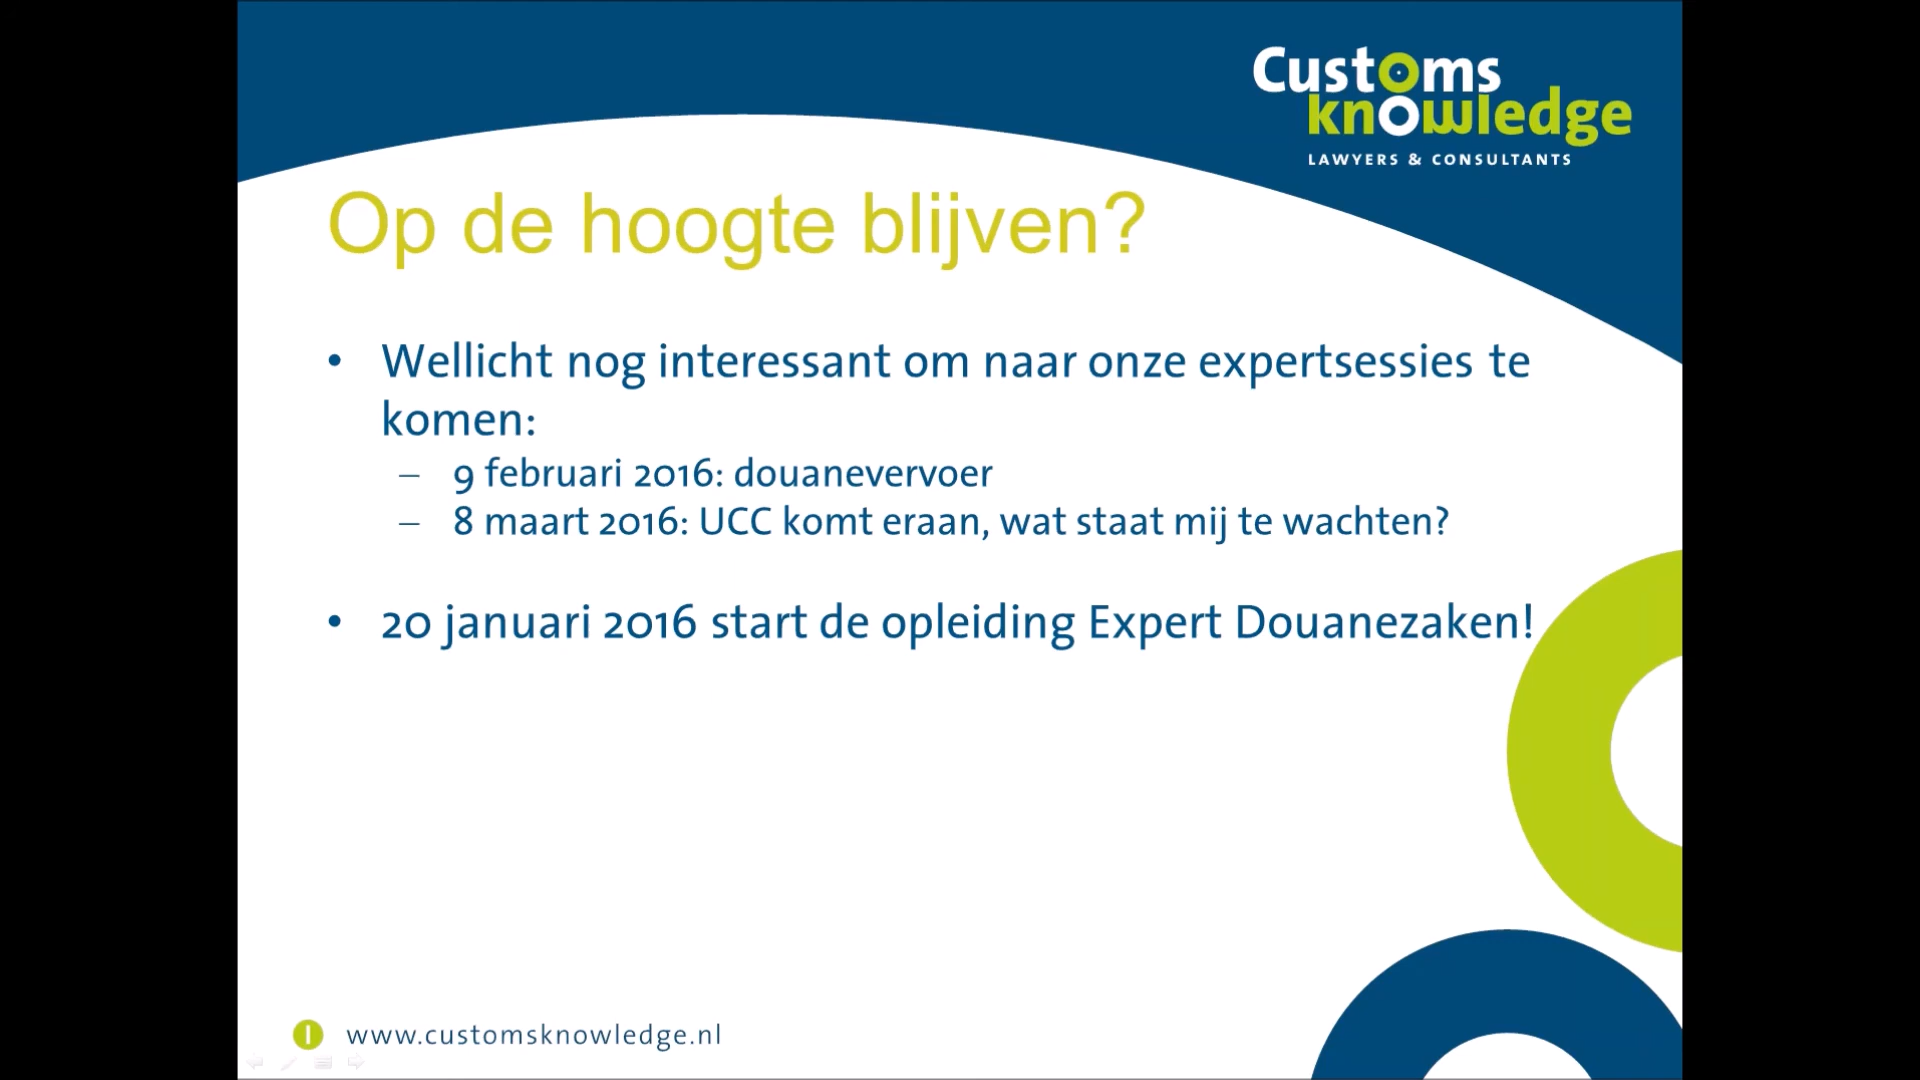 Customs
knowledge
LAWYERS & CONSULTANTS
Op de hoogte blijven?
• Wellicht nog interessant om naar onze expertsessies te
komen:
– 9 februari 2016: douanevervoer
– 8 maart 2016: UCC komt eraan, wat staat mij te wachten?
• 20 januari 2016 start de opleiding Expert Douanezaken!
www.customsknowledge.nl